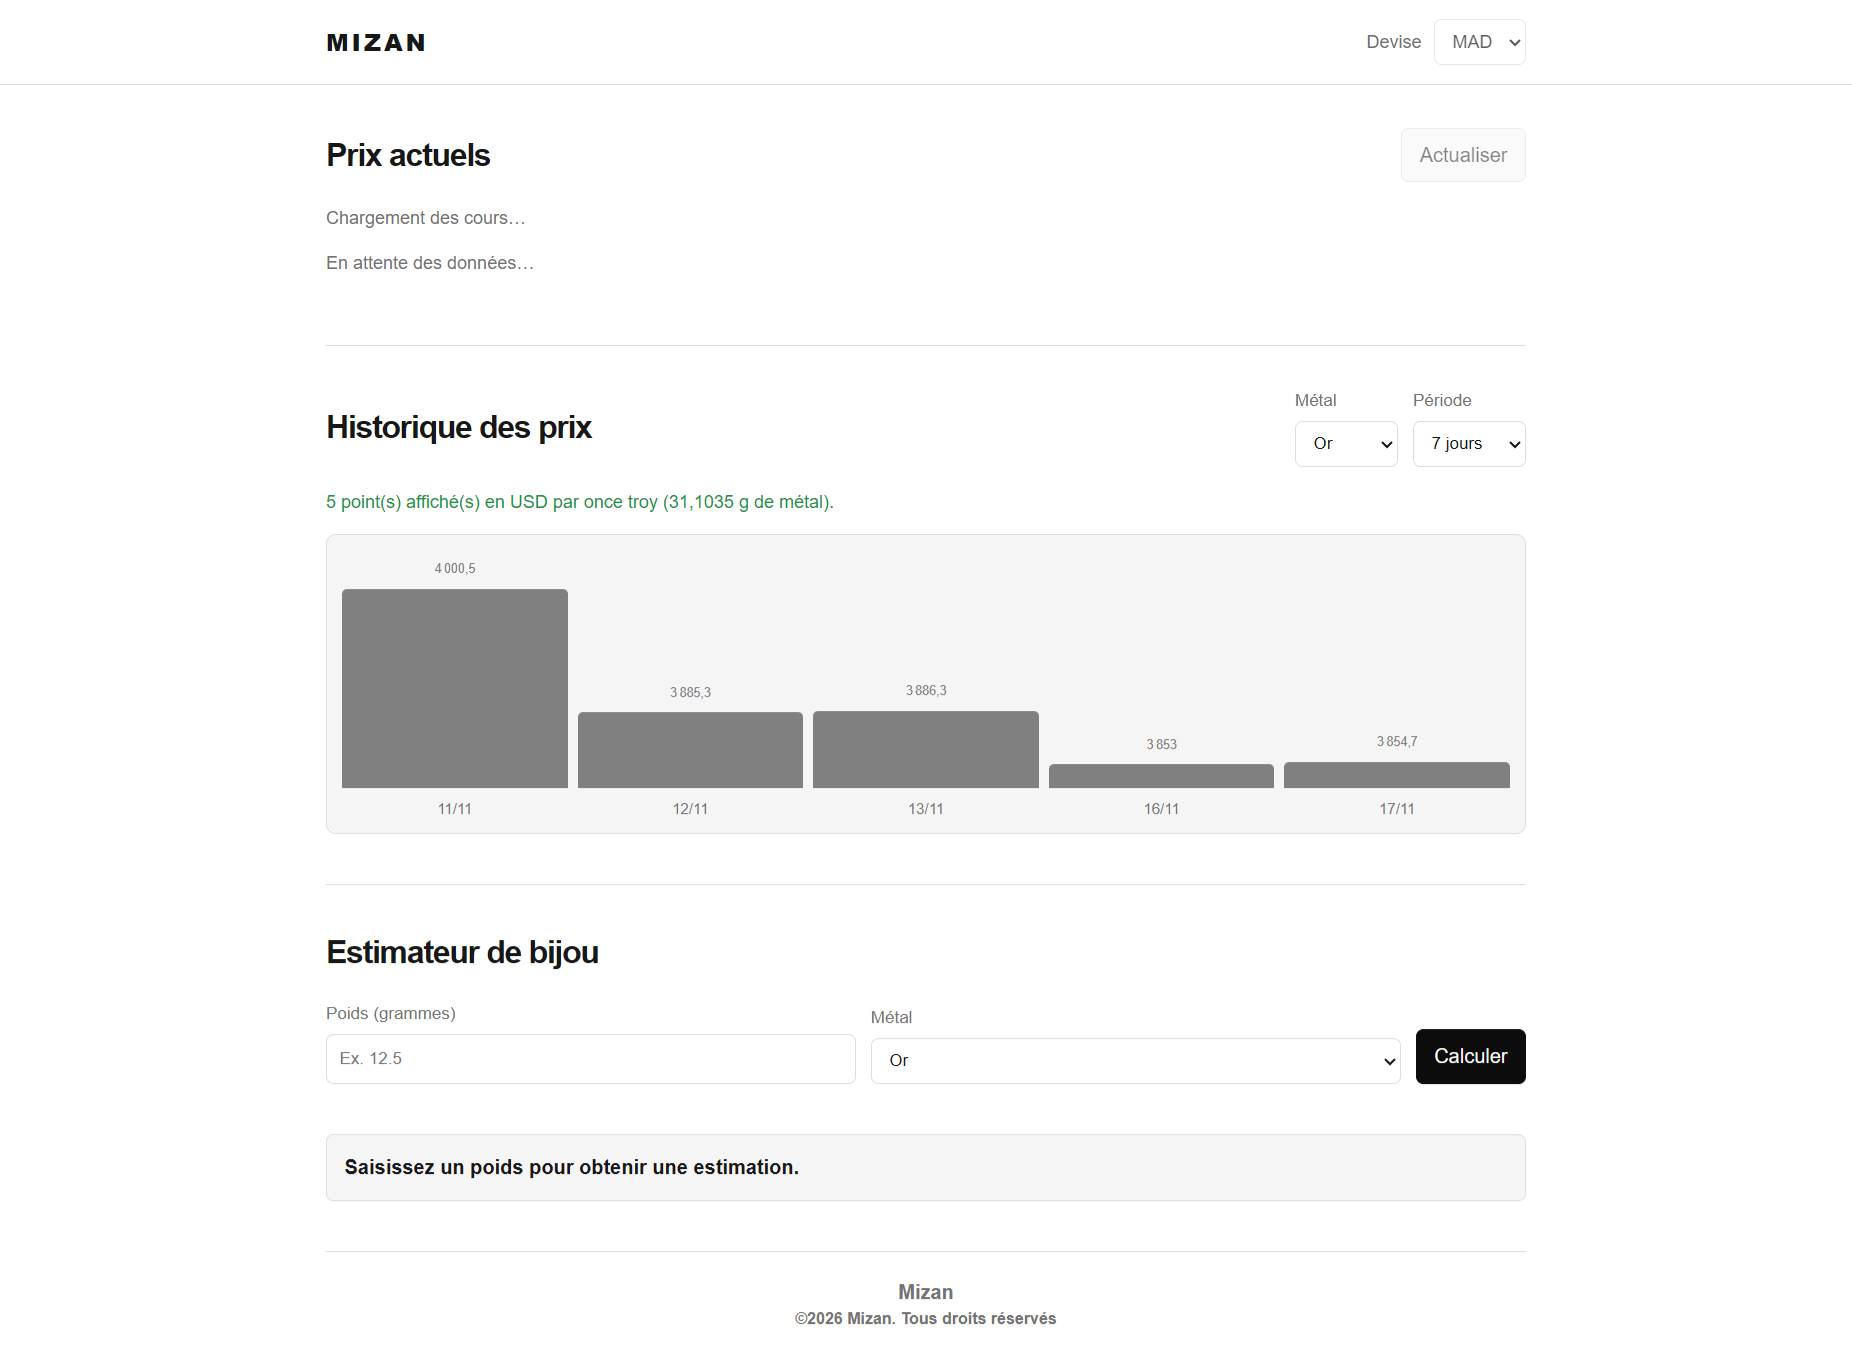 MIZAN
Devise MAD
Prix actuels
Actualiser
Chargement des cours…
En attente des données…
Historique des prix
Métal
Or
Période
7 jours
5 point(s) affiché(s) en USD par once troy (31,1035 g de métal).
4 000,5
3 885,3
3 886,3
3 853
3 854,7
11/11
12/11
13/11
16/11
17/11
Estimateur de bijou
Poids (grammes)
Ex. 12.5
Métal
Or
Calculer
Saisissez un poids pour obtenir une estimation.
Mizan
©2026 Mizan. Tous droits réservés